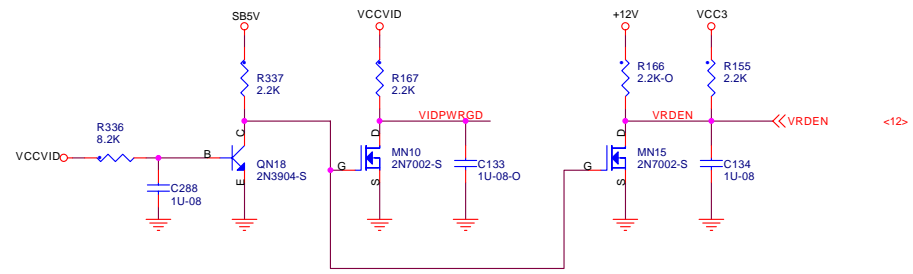 SB5V
VCCVID
+12V
VCC3
R337
2.2K
R167
2.2K
R166
2.2K-O
R155
2.2K
VIDPWRGD
VRDEN
VRDEN
<12>
R336
8.2K
C
D
D
VCCVID
B
QN18
2N3904-S
G
MN10
2N7002-S
C133
1U-08-O
G
MN15
2N7002-S
C134
1U-08
E
S
S
C288
1U-08